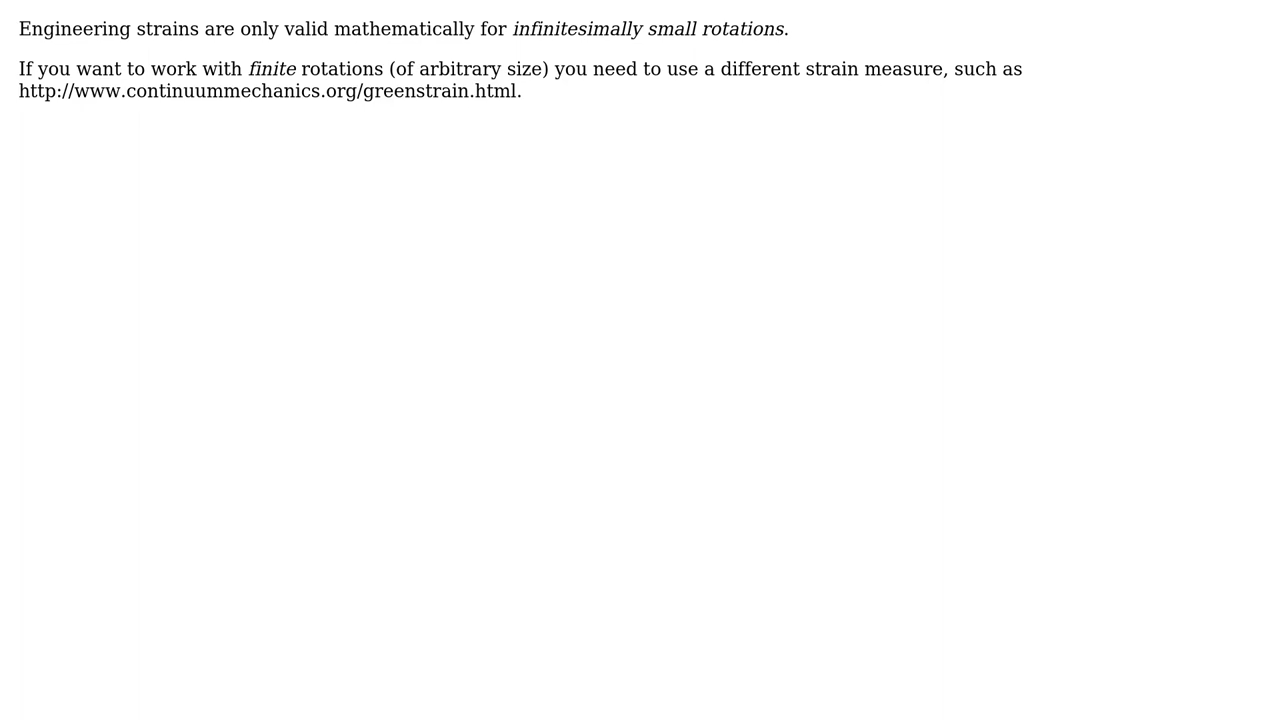 Engineering strains are only valid mathematically for infinitesimally small rotations.
If you want to work with finite rotations (of arbitrary size) you need to use a different strain measure, such as
http://www.continuummechanics.org/greenstrain.html.